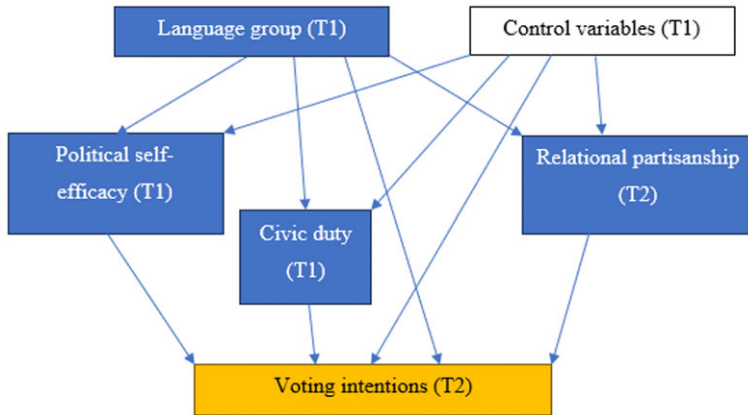 Language group (T1)
Control variables (T1)
Political self-
efficacy (T1)
Relational partisanship
(T2)
Civic duty
(T1)
Voting intentions (T2)